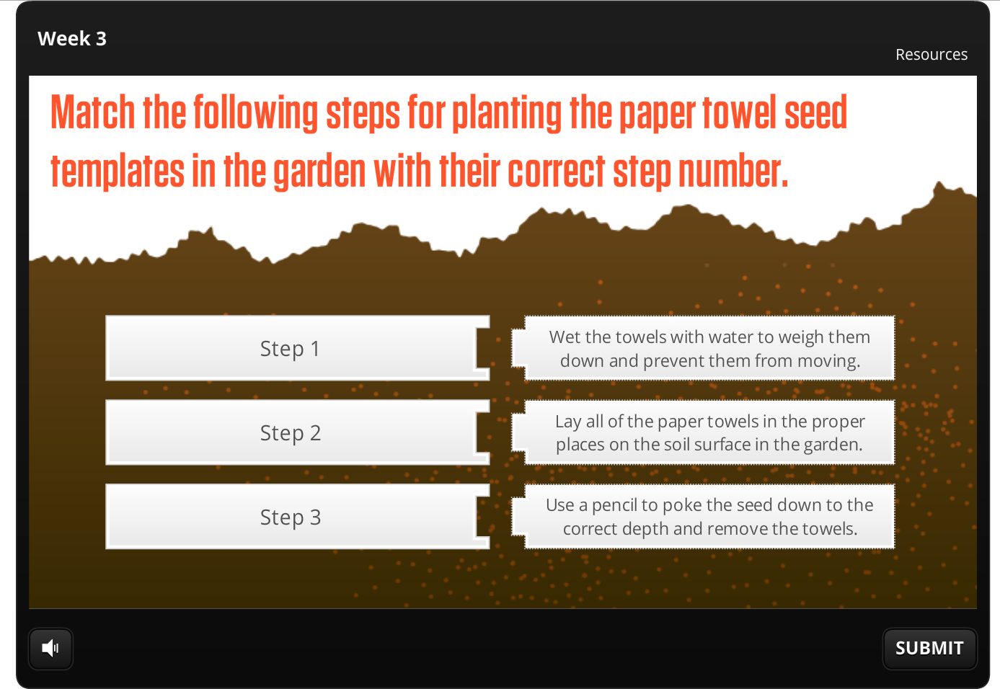 Week 3
Resources
Match the following steps for planting the paper towel seed
templates in the garden with their correct step number.
Step 1
Wet the towels with water to weigh them
down and prevent them from moving.
Step 2
Lay all of the paper towels in the proper
places on the soil surface in the garden.
Step 3
Use a pencil to poke the seed down to the
correct depth and remove the towels.
SUBMIT